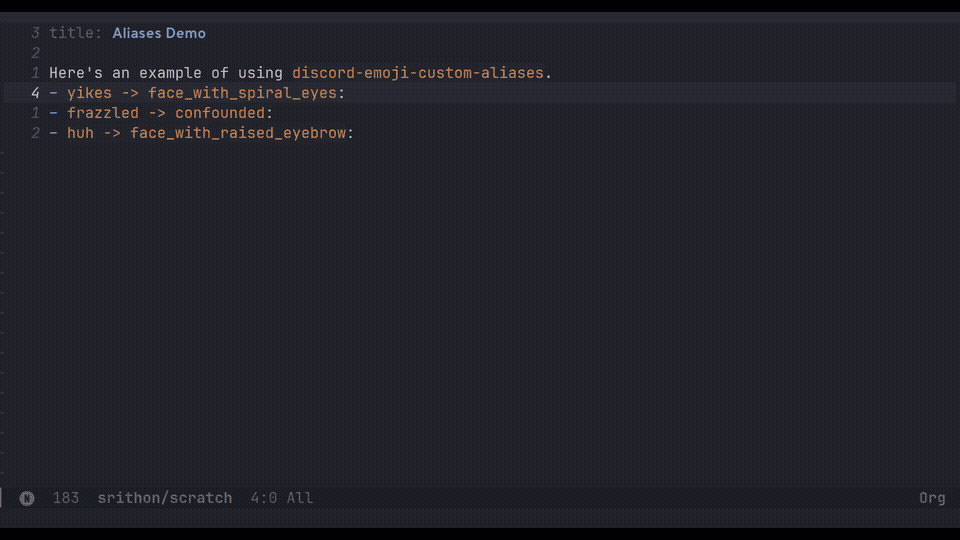 3 title: Aliases Demo
2
1 Here's an example of using discord-emoji-custom-aliases.
4 - yikes -> face_with_spiral_eyes:
1 - frazzled -> confounded:
2 - huh -> face_with_raised_eyebrow:
N 183 srithon/scratch 4:0 All Org